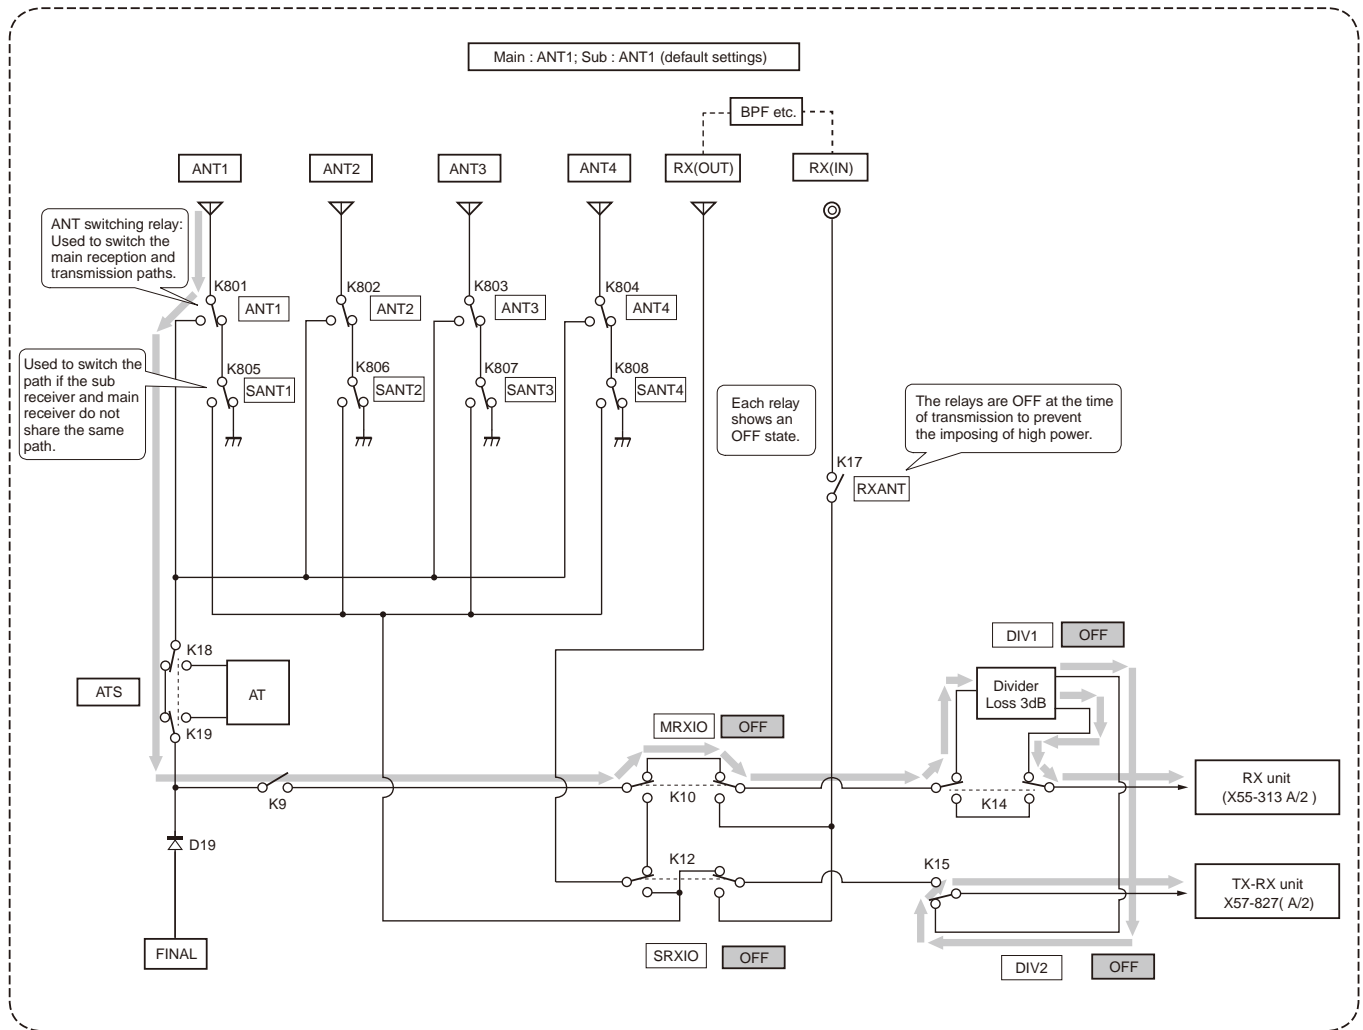 Main : ANT1; Sub : ANT1 (default settings)
BPF etc.
ANT1
ANT2
ANT3
ANT4
RX(OUT)
RX(IN)
ANT switching relay:
Used to switch the
main reception and
transmission paths.
K801
ANT1
K802
ANT2
K803
ANT3
K804
ANT4
Used to switch the
path if the sub
receiver and main
receiver do not
share the same
path.
K805
SANT1
K806
SANT2
K807
SANT3
K808
SANT4
Each relay
shows an
OFF state.
The relays are OFF at the time
of transmission to prevent
the imposing of high power.
K17
RXANT
DIV1
OFF
K18
ATS
AT
K19
Divider
Loss 3dB
MRXIO
OFF
K9
K10
K14
RX unit
(X55-313 A/2 )
D19
K12
K15
TX-RX unit
X57-827( A/2)
FINAL
SRXIO
OFF
DIV2
OFF